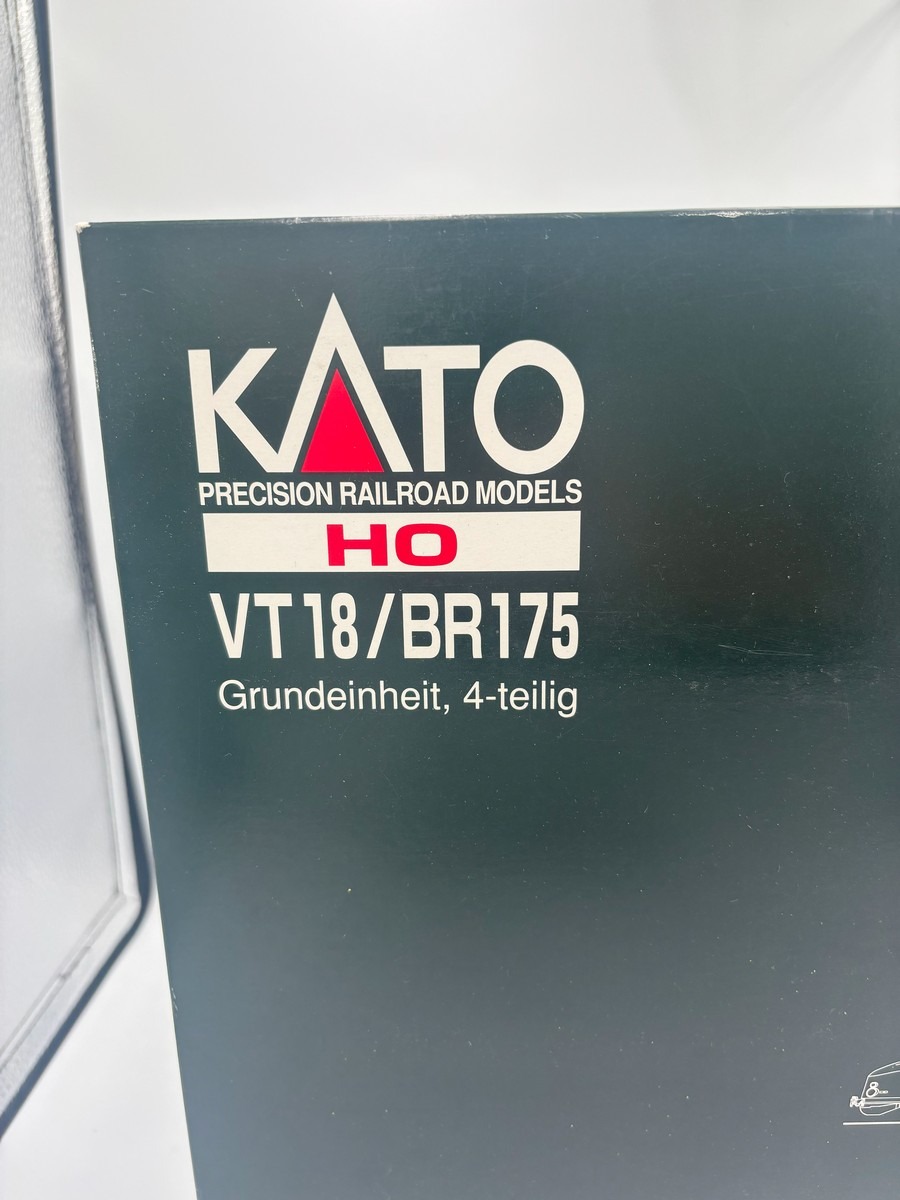 KATO
PRECISION RAILROAD MODELS
HO
VT18/BR175
Grundeinheit, 4-teilig